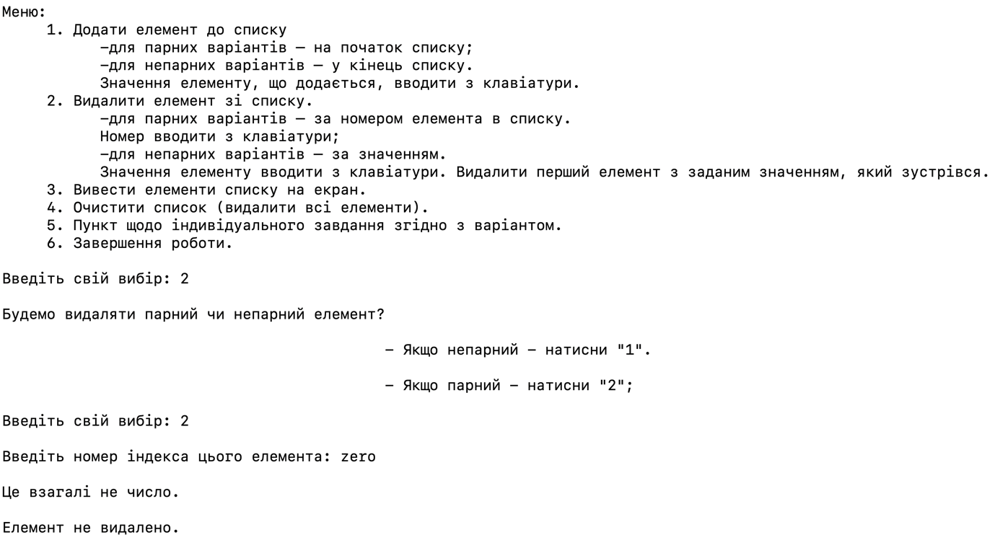 Меню:
1. Додати елемент до списку
–для парних варіантів – на початок списку;
–для непарних варіантів – у кінець списку.
Значення елементу, що додається, вводити з клавіатури.
2. Видалити елемент зі списку.
–для парних варіантів – за номером елемента в списку.
Номер вводити з клавіатури;
–для непарних варіантів – за значенням.
Значення елементу вводити з клавіатури. Видалити перший елемент з заданим значенням, який зустрівся.
3. Вивести елементи списку на екран.
4. Очистити список (видалити всі елементи).
5. Пункт щодо індивідуального завдання згідно з варіантом.
6. Завершення роботи.
Введіть свій вибір: 2
Будемо видаляти парний чи непарний елемент?
– Якщо непарний – натисни "1".
– Якщо парний – натисни "2";
Введіть свій вибір: 2
Введіть номер індекса цього елемента: zero
Це взагалі не число.
Елемент не видалено.